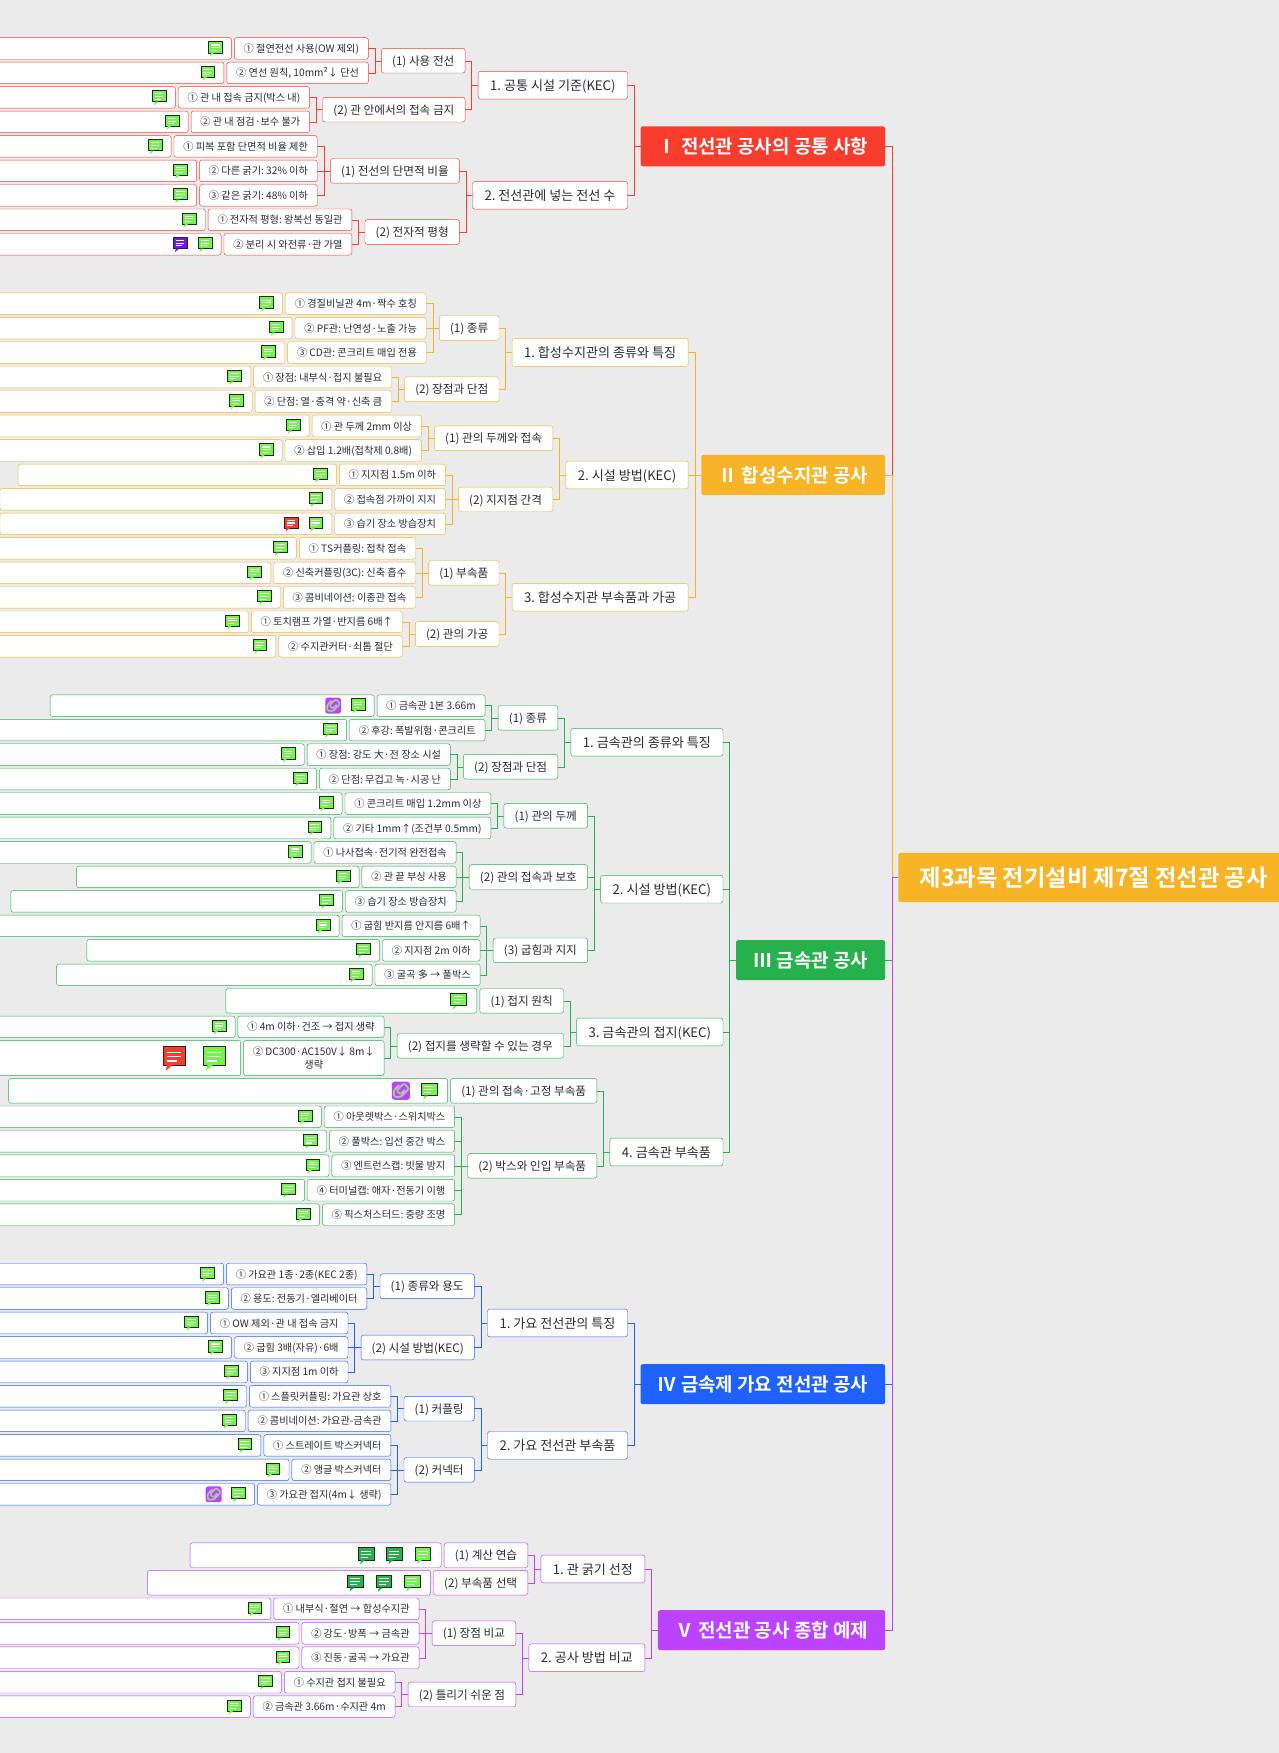 제3과목 전기설비 제7절 전선관 공사
Ⅰ 전선관 공사의 공통 사항
1. 공통 시설 기준(KEC)
(1) 사용 전선
① 절연전선 사용(OW 제외)
② 연선 원칙, 10mm²↓ 단선
(2) 관 안에서의 접속 금지
① 관 내 접속 금지(박스 내)
② 관 내 점검·보수 불가
2. 전선관에 넣는 전선 수
(1) 전선의 단면적 비율
① 피복 포함 단면적 비율 제한
② 다른 굵기: 32% 이하
③ 같은 굵기: 48% 이하
(2) 전자적 평형
① 전자적 평형: 왕복선 동일관
② 분리 시 와전류·관 가열
Ⅱ 합성수지관 공사
1. 합성수지관의 종류와 특징
(1) 종류
① 경질비닐관 4m·짝수 호칭
② PF관: 난연성·노출 가능
③ CD관: 콘크리트 매입 전용
(2) 장점과 단점
① 장점: 내부식·접지 불필요
② 단점: 열·충격 약·신축 큼
2. 시설 방법(KEC)
(1) 관의 두께와 접속
① 관 두께 2mm 이상
② 삽입 1.2배(접착제 0.8배)
(2) 지지점 간격
① 지지점 1.5m 이하
② 접속점 가까이 지지
③ 습기 장소 방습장치
3. 합성수지관 부속품과 가공
(1) 부속품
① TS커플링: 접착 접속
② 신축커플링(3C): 신축 흡수
③ 콤비네이션: 이종관 접속
(2) 관의 가공
① 토치램프 가열·반지름 6배↑
② 수지관커터·쇠톱 절단
Ⅲ 금속관 공사
1. 금속관의 종류와 특징
(1) 종류
① 금속관 1본 3.66m
② 후강: 폭발위험·콘크리트
(2) 장점과 단점
① 장점: 강도 大·전 장소 시설
② 단점: 무겁고 녹·시공 난
2. 시설 방법(KEC)
(1) 관의 두께
① 콘크리트 매입 1.2mm 이상
② 기타 1mm↑(조건부 0.5mm)
(2) 관의 접속과 보호
① 나사접속·전기적 완전접속
② 관 끝 부싱 사용
③ 습기 장소 방습장치
(3) 굽힘과 지지
① 굽힘 반지름 안지름 6배↑
② 지지점 2m 이하
③ 굴곡 多 → 풀박스
3. 금속관의 접지(KEC)
(1) 접지 원칙
(2) 접지를 생략할 수 있는 경우
① 4m 이하·건조 → 접지 생략
② DC300·AC150V↓ 8m↓
생략
4. 금속관 부속품
(1) 관의 접속·고정 부속품
(2) 박스와 인입 부속품
① 아웃렛박스·스위치박스
② 풀박스: 입선 중간 박스
③ 엔트런스캡: 빗물 방지
④ 터미널캡: 애자·전동기 이행
⑤ 픽스처스터드: 중량 조명
Ⅳ 금속제 가요 전선관 공사
1. 가요 전선관의 특징
(1) 종류와 용도
① 가요관 1종·2종(KEC 2종)
② 용도: 전동기·엘리베이터
(2) 시설 방법(KEC)
① OW 제외·관 내 접속 금지
② 굽힘 3배(자유)·6배
③ 지지점 1m 이하
2. 가요 전선관 부속품
(1) 커플링
① 스플릿커플링: 가요관 상호
② 콤비네이션: 가요관-금속관
(2) 커넥터
① 스트레이트 박스커넥터
② 앵글 박스커넥터
③ 가요관 접지(4m↓ 생략)
Ⅴ 전선관 공사 종합 예제
1. 관 굵기 선정
(1) 계산 연습
(2) 부속품 선택
2. 공사 방법 비교
(1) 장점 비교
① 내부식·절연 → 합성수지관
② 강도·방폭 → 금속관
③ 진동·굴곡 → 가요관
(2) 틀리기 쉬운 점
① 수지관 접지 불필요
② 금속관 3.66m·수지관 4m